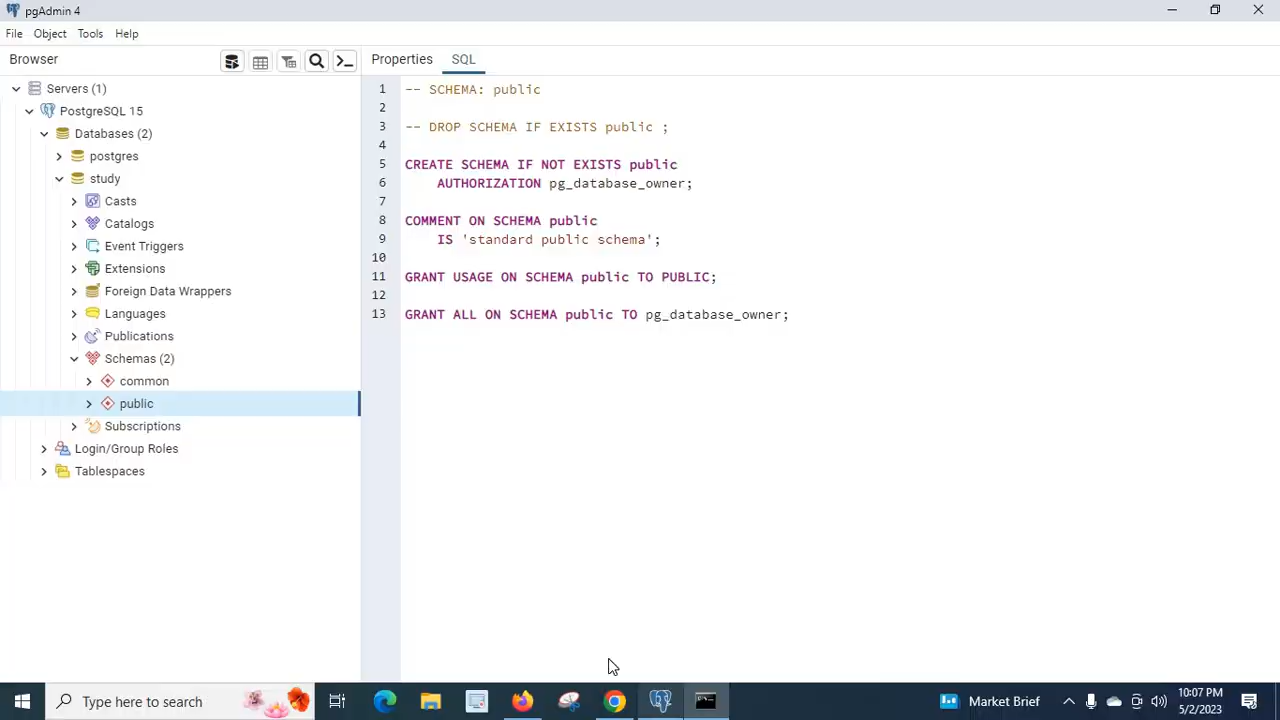 pgAdmin 4
File Object Tools Help
Browser
Properties SQL
Servers (1)
PostgreSQL 15
Databases (2)
postgres
study
Casts
Catalogs
Event Triggers
Extensions
Foreign Data Wrappers
Languages
Publications
Schemas (2)
common
public
Subscriptions
Login/Group Roles
Tablespaces
1 -- SCHEMA: public
2
3 -- DROP SCHEMA IF EXISTS public ;
4
5 CREATE SCHEMA IF NOT EXISTS public
6 AUTHORIZATION pg_database_owner;
7
8 COMMENT ON SCHEMA public
9 IS 'standard public schema';
10
11 GRANT USAGE ON SCHEMA public TO PUBLIC;
12
13 GRANT ALL ON SCHEMA public TO pg_database_owner;
Type here to search
Market Brief
10:07 PM
5/2/2023